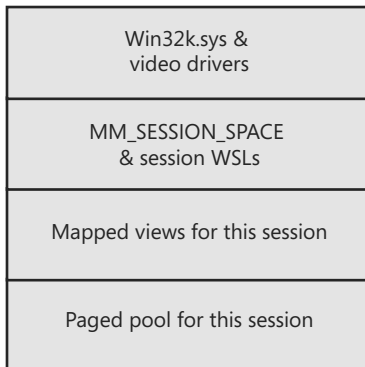 Win32k.sys &
video drivers
MM_SESSION_SPACE
& session WSLs
Mapped views for this session
Paged pool for this session